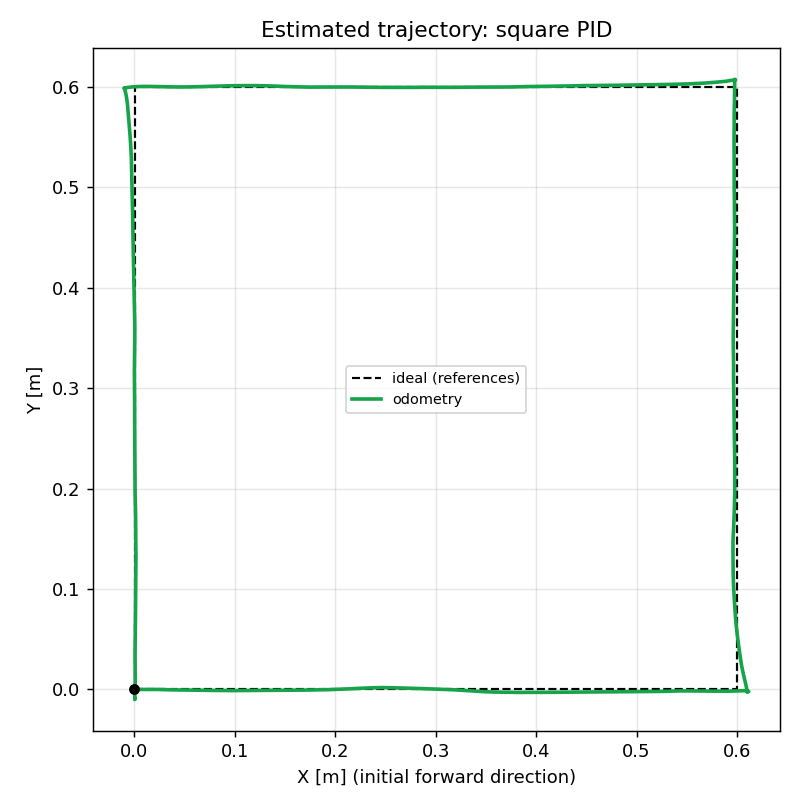 Estimated trajectory: square PID
Y [m]
0.6
0.5
0.4
0.3
0.2
0.1
0.0
ideal (references)
odometry
0.0 0.1 0.2 0.3 0.4 0.5 0.6
X [m] (initial forward direction)